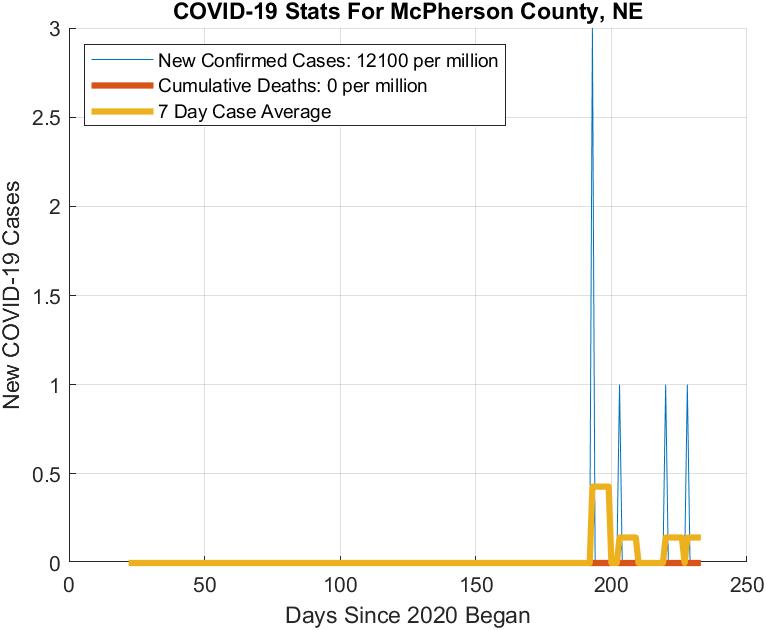 COVID-19 Stats For McPherson County, NE
New Confirmed Cases: 12100 per million
Cumulative Deaths: 0 per million
7 Day Case Average
New COVID-19 Cases
3
2.5
2
1.5
1
0.5
0
0 50 100 150 200 250
Days Since 2020 Began